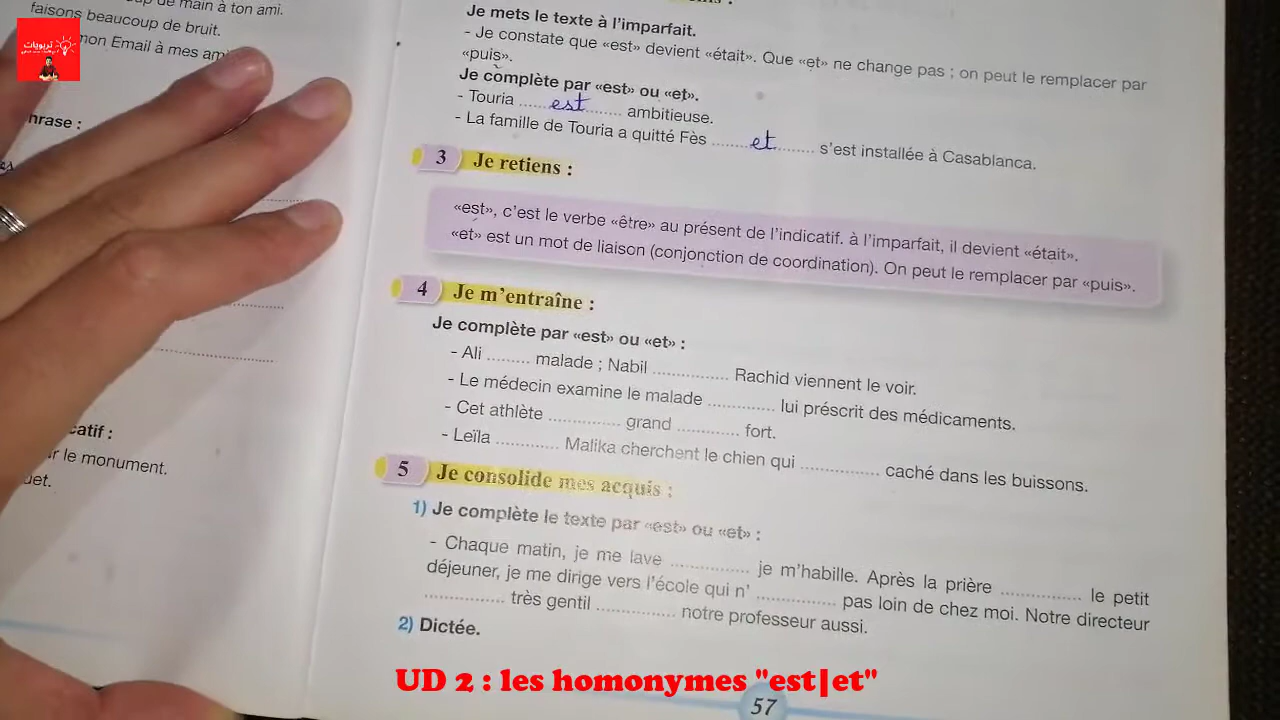 تربويات
de main à ton ami.
faisons beaucoup de bruit.
mon Email à mes
phrase :
catif :
le monument.
Je mets le texte à l'imparfait.
- Je constate que «est» devient «était». Que «et» ne change pas ; on peut le remplacer par
«puis».
Je complète par «est» ou «et».
- Touria ...... est ...... ambitieuse.
- La famille de Touria a quitté Fès ...... et ...... s'est installée à Casablanca.
3 Je retiens :
«est», c'est le verbe «être» au présent de l'indicatif. à l'imparfait, il devient «était».
«et» est un mot de liaison (conjonction de coordination). On peut le remplacer par «puis».
4 Je m'entraîne :
Je complète par «est» ou «et» :
- Ali ......... malade ; Nabil ............... Rachid viennent le voir.
- Le médecin examine le malade ............. lui préscrit des médicaments.
- Cet athlète .............. grand ............ fort.
- Leïla ............ Malika cherchent le chien qui ............... caché dans les buissons.
5 Je consolide mes acquis :
1) Je complète le texte par «est» ou «et» :
- Chaque matin, je me lave ............... je m'habille. Après la prière ............... le petit
déjeuner, je me dirige vers l'école qui n' ............... pas loin de chez moi. Notre directeur
............... très gentil ............... notre professeur aussi.
2) Dictée.
UD 2 : les homonymes "est|et"
57